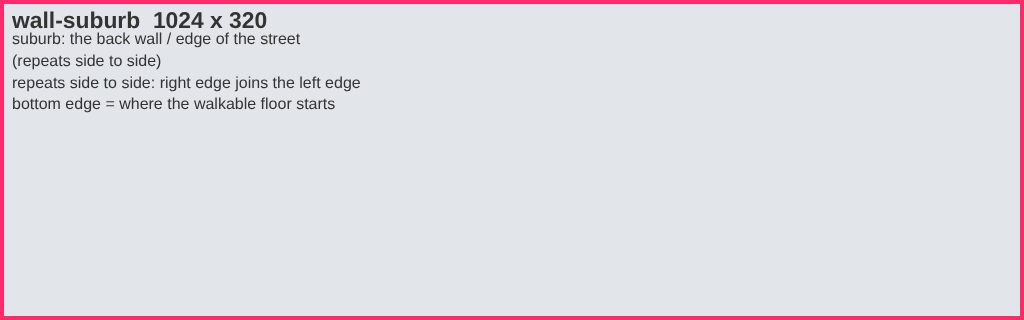 wall-suburb  1024 x 320
suburb: the back wall / edge of the street
(repeats side to side)
repeats side to side: right edge joins the left edge
bottom edge = where the walkable floor starts